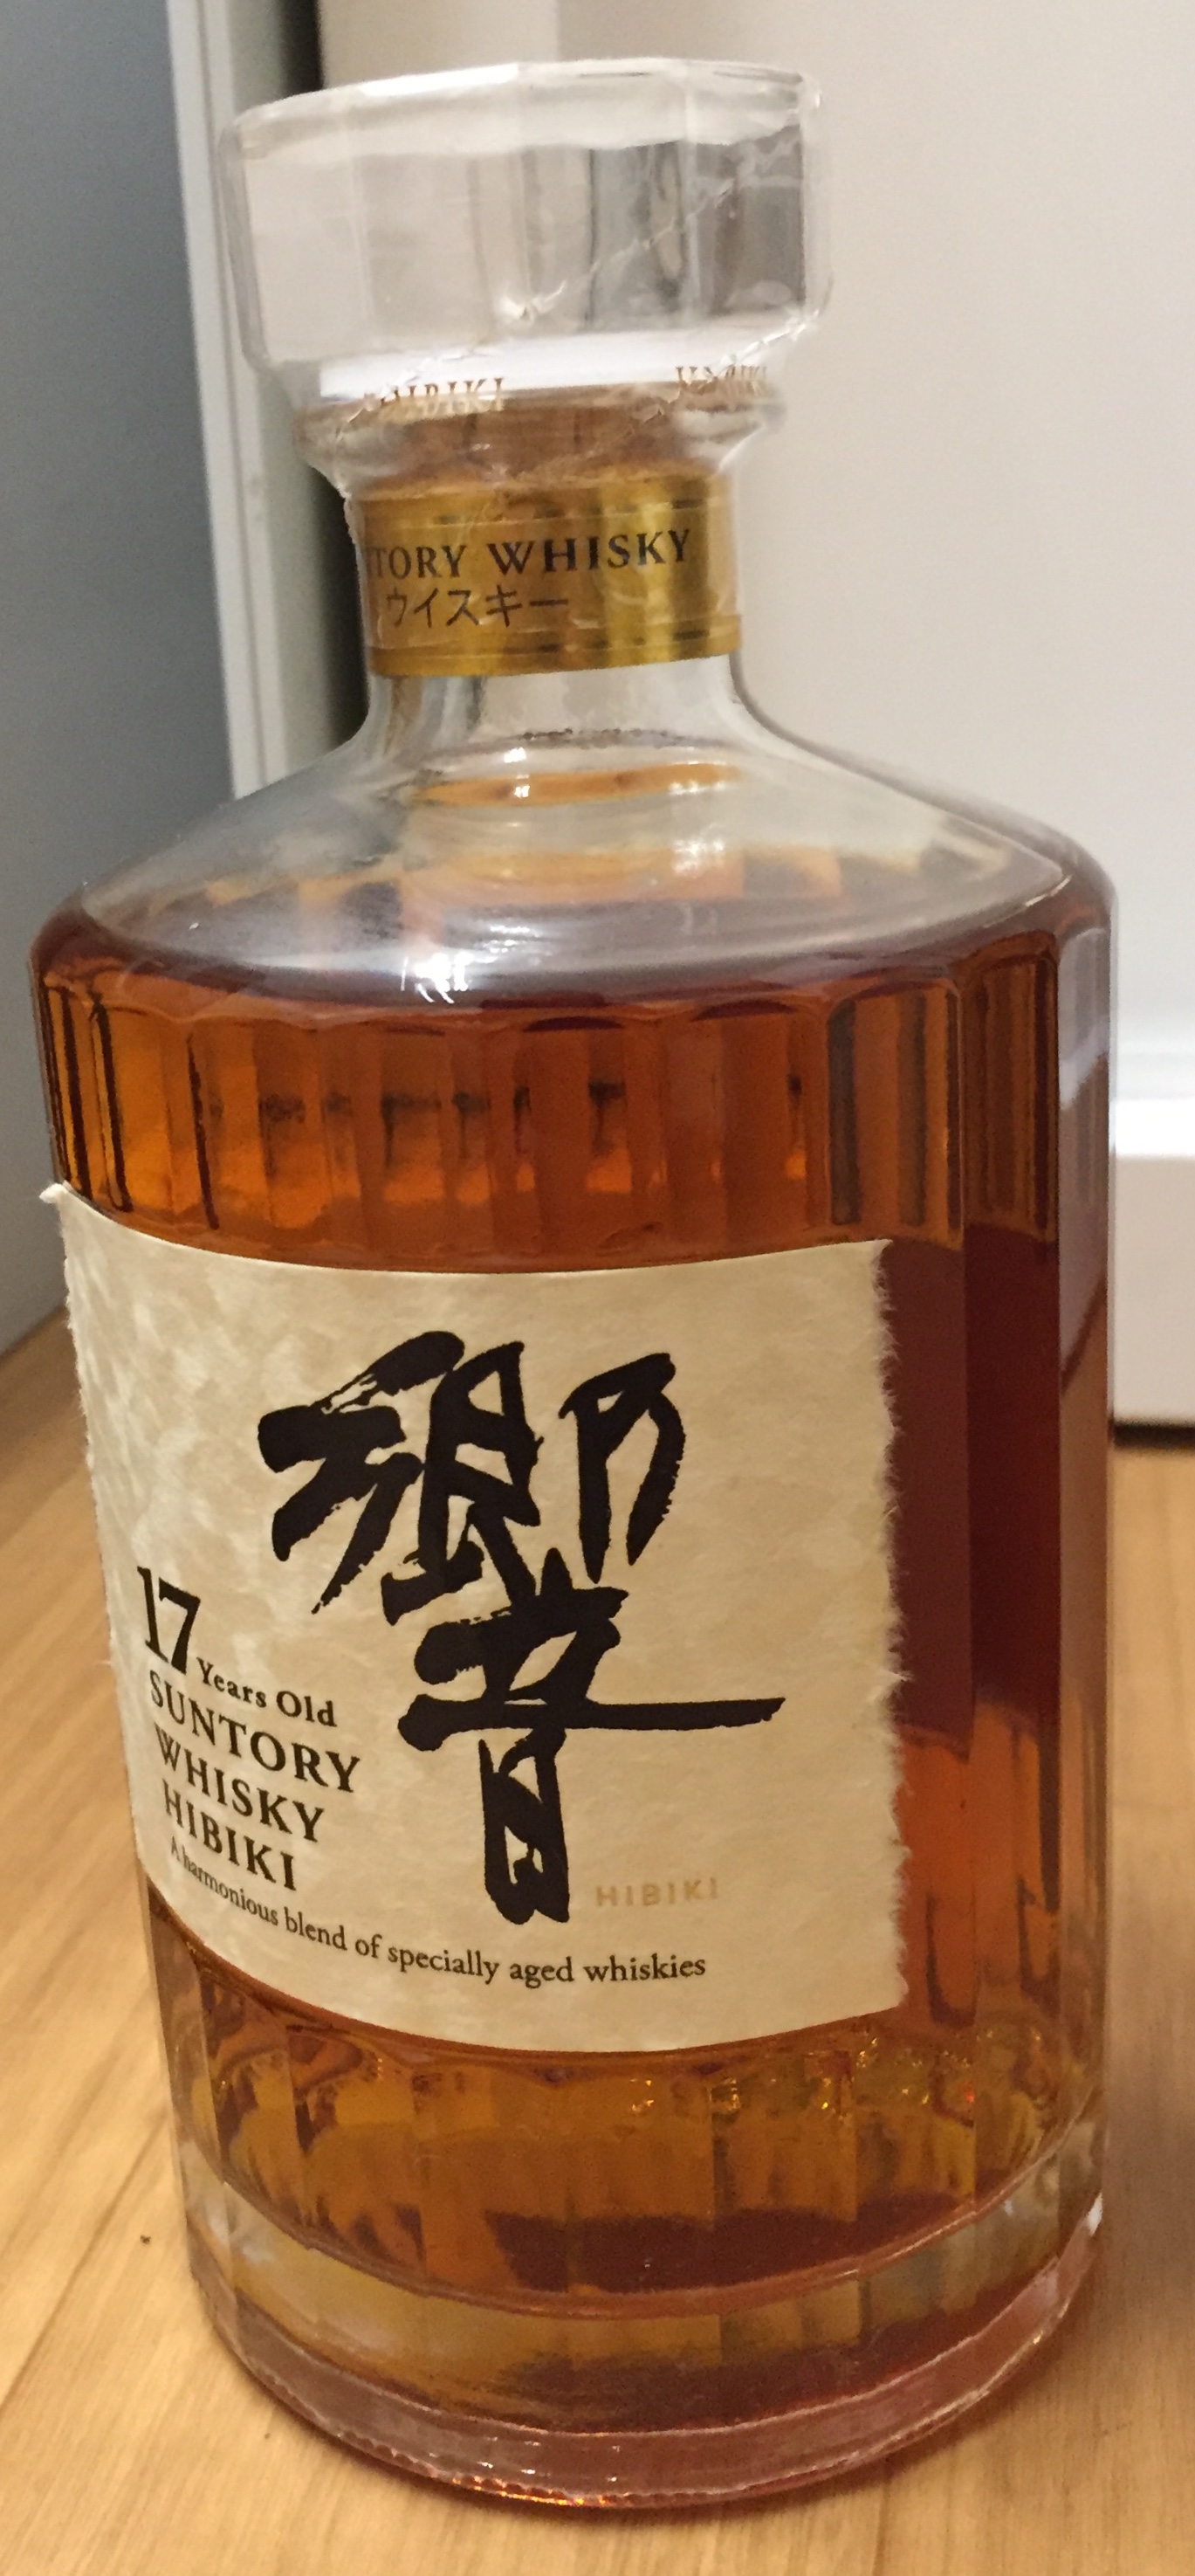 HIBIKI HIBIKI
TORY WHISKY
ウイスキー
響
17 Years Old
SUNTORY
WHISKY
HIBIKI
HIBIKI
A harmonious blend of specially aged whiskies